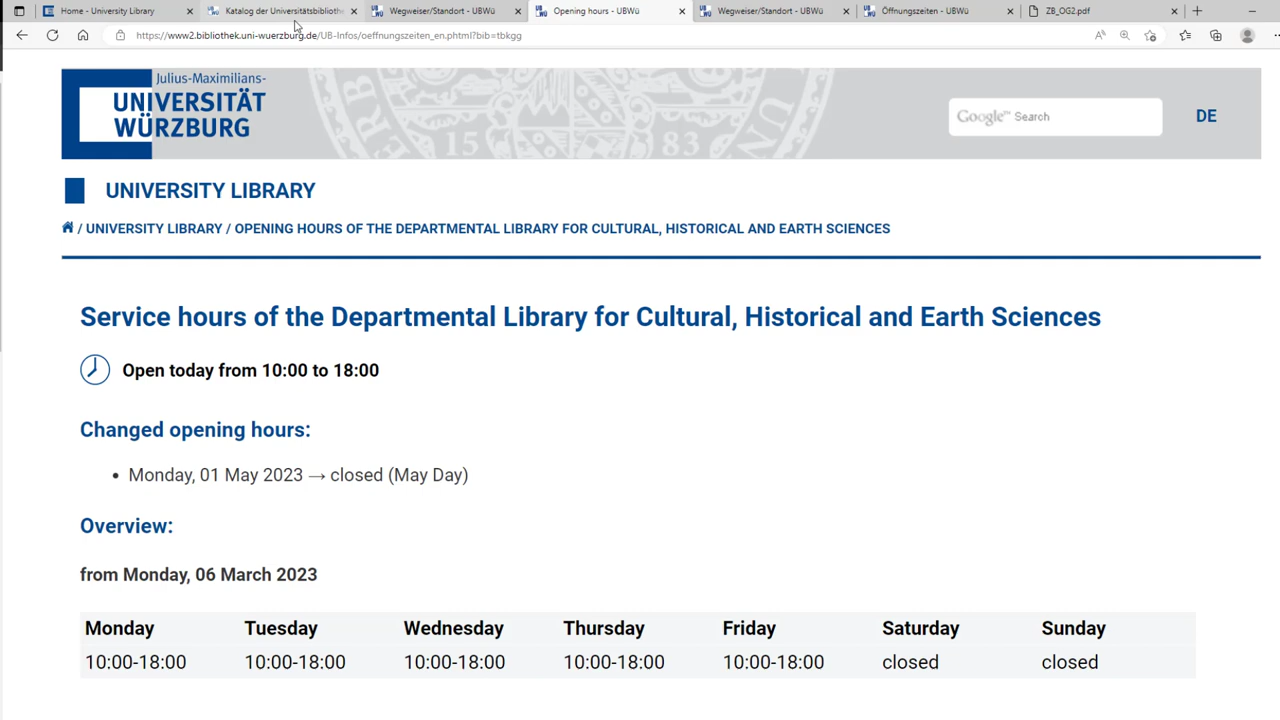 Home - University Library
Katalog der Universitätsbiblioth
Wegweiser/Standort - UBWü
Opening hours - UBWü
Wegweiser/Standort - UBWü
Öffnungszeiten - UBWü
ZB_OG2.pdf
https://www2.bibliothek.uni-wuerzburg.de/UB-Infos/oeffnungszeiten_en.phtml?bib=tbkgg
Julius-Maximilians-
UNIVERSITÄT
WÜRZBURG
15 83
Google™ Search
DE
UNIVERSITY LIBRARY
/ UNIVERSITY LIBRARY / OPENING HOURS OF THE DEPARTMENTAL LIBRARY FOR CULTURAL, HISTORICAL AND EARTH SCIENCES
Service hours of the Departmental Library for Cultural, Historical and Earth Sciences
Open today from 10:00 to 18:00
Changed opening hours:
• Monday, 01 May 2023 → closed (May Day)
Overview:
from Monday, 06 March 2023
Monday Tuesday Wednesday Thursday Friday Saturday Sunday
10:00-18:00 10:00-18:00 10:00-18:00 10:00-18:00 10:00-18:00 closed closed